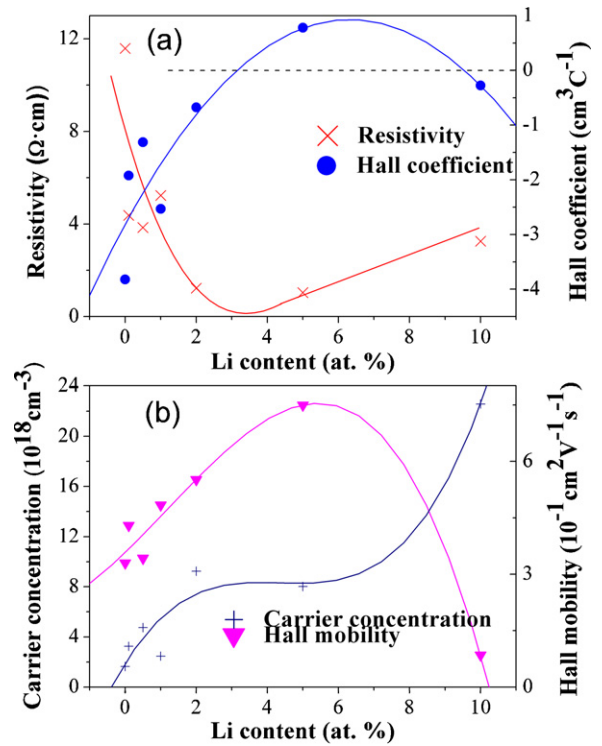 (a)
12
8
4
0
Resistivity (Ω·cm))
1
0
-1
-2
-3
-4
Hall coefficient (cm³C⁻¹)
Resistivity
Hall coefficient
0 2 4 6 8 10
Li content (at. %)
(b)
24
20
16
12
8
4
0
Carrier concentration (10¹⁸cm⁻³)
6
3
0
Hall mobility (10⁻¹cm²V⁻¹s⁻¹)
Carrier concentration
Hall mobility
0 2 4 6 8 10
Li content (at. %)